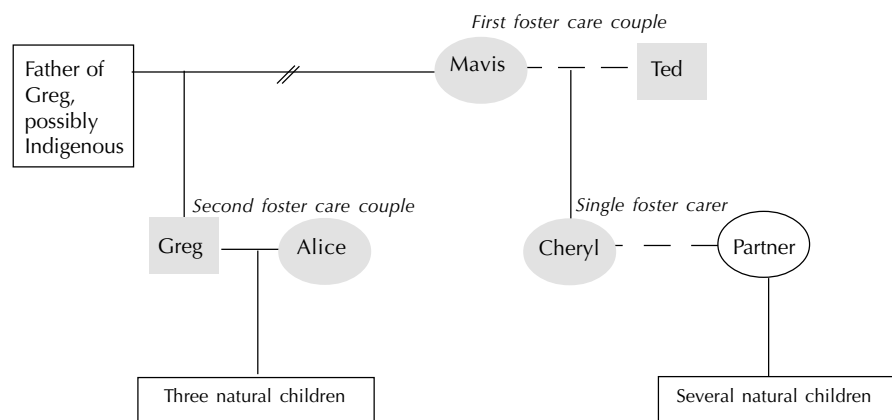 First foster care couple
Father of
Greg,
possibly
Indigenous
Mavis
Ted
Second foster care couple
Single foster carer
Greg
Alice
Cheryl
Partner
Three natural children
Several natural children